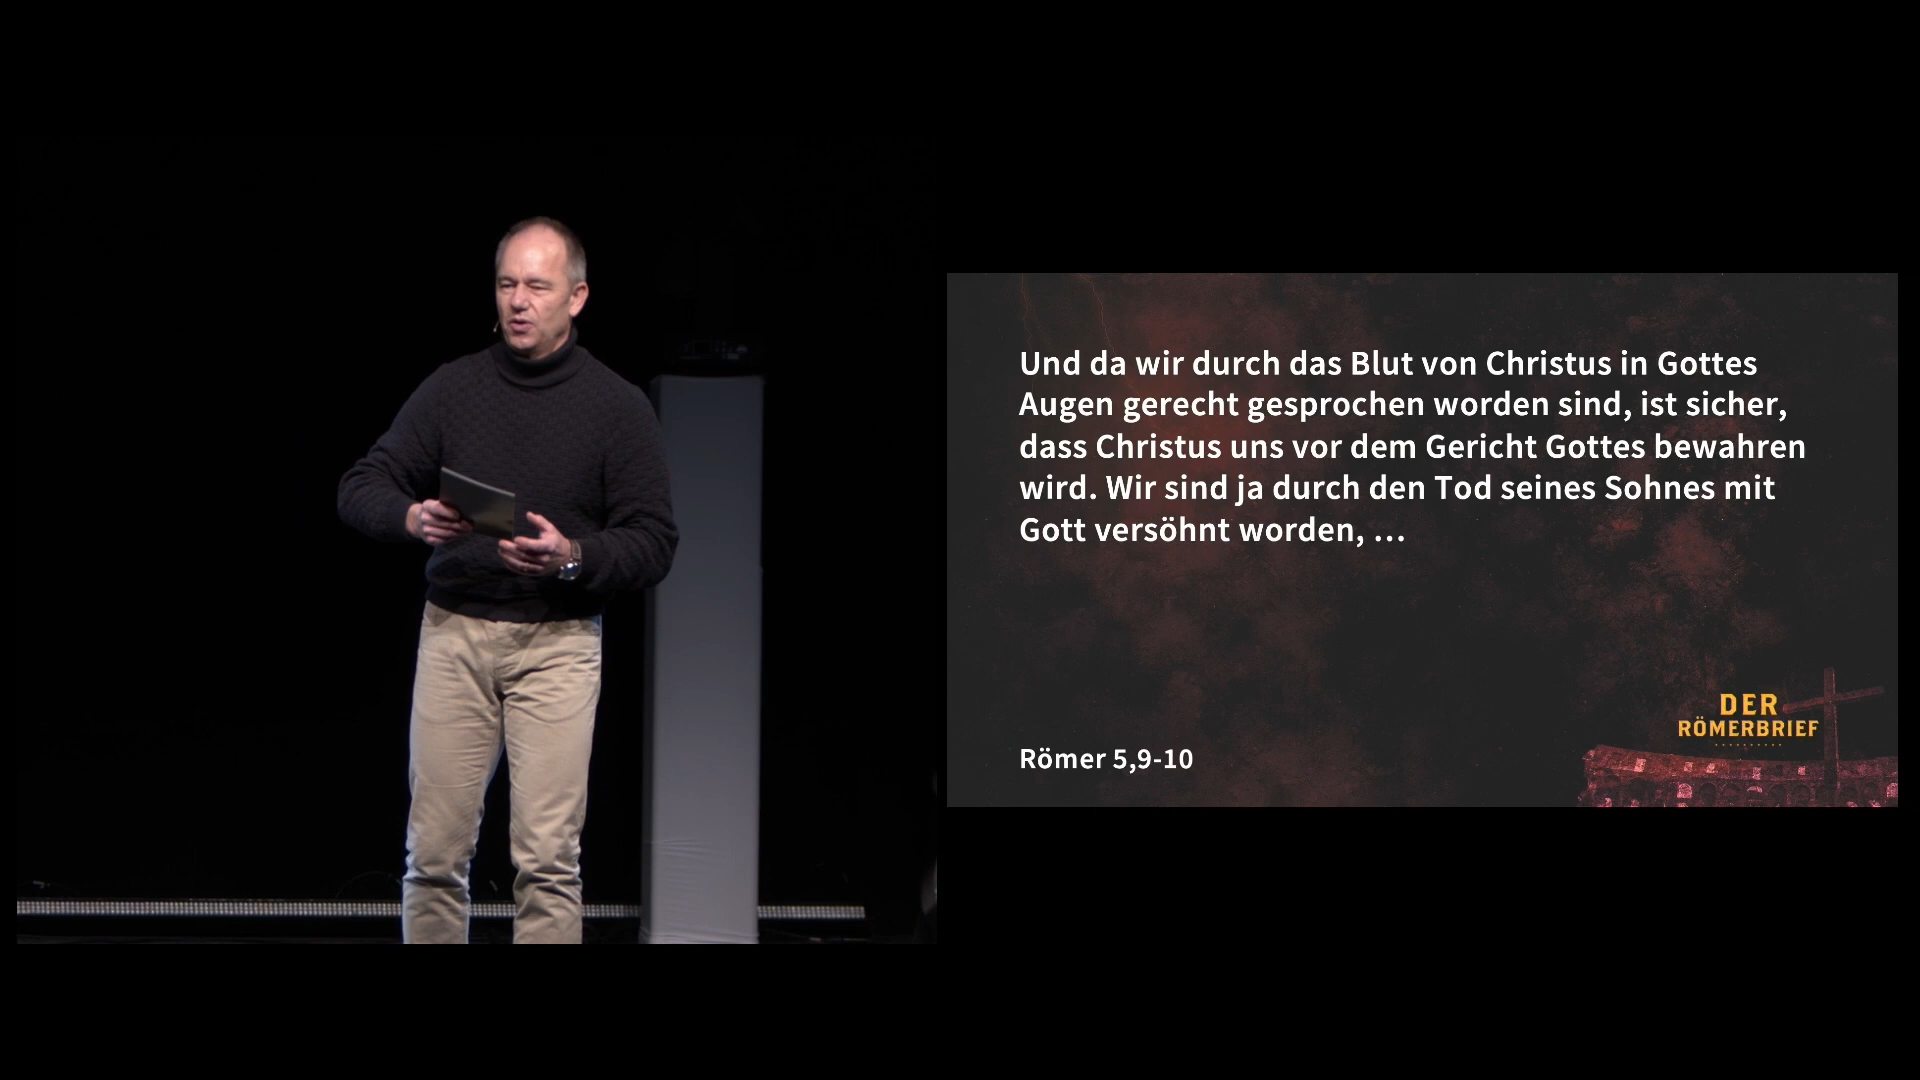 Und da wir durch das Blut von Christus in Gottes
Augen gerecht gesprochen worden sind, ist sicher,
dass Christus uns vor dem Gericht Gottes bewahren
wird. Wir sind ja durch den Tod seines Sohnes mit
Gott versöhnt worden, …
DER
RÖMERBRIEF
Römer 5,9-10